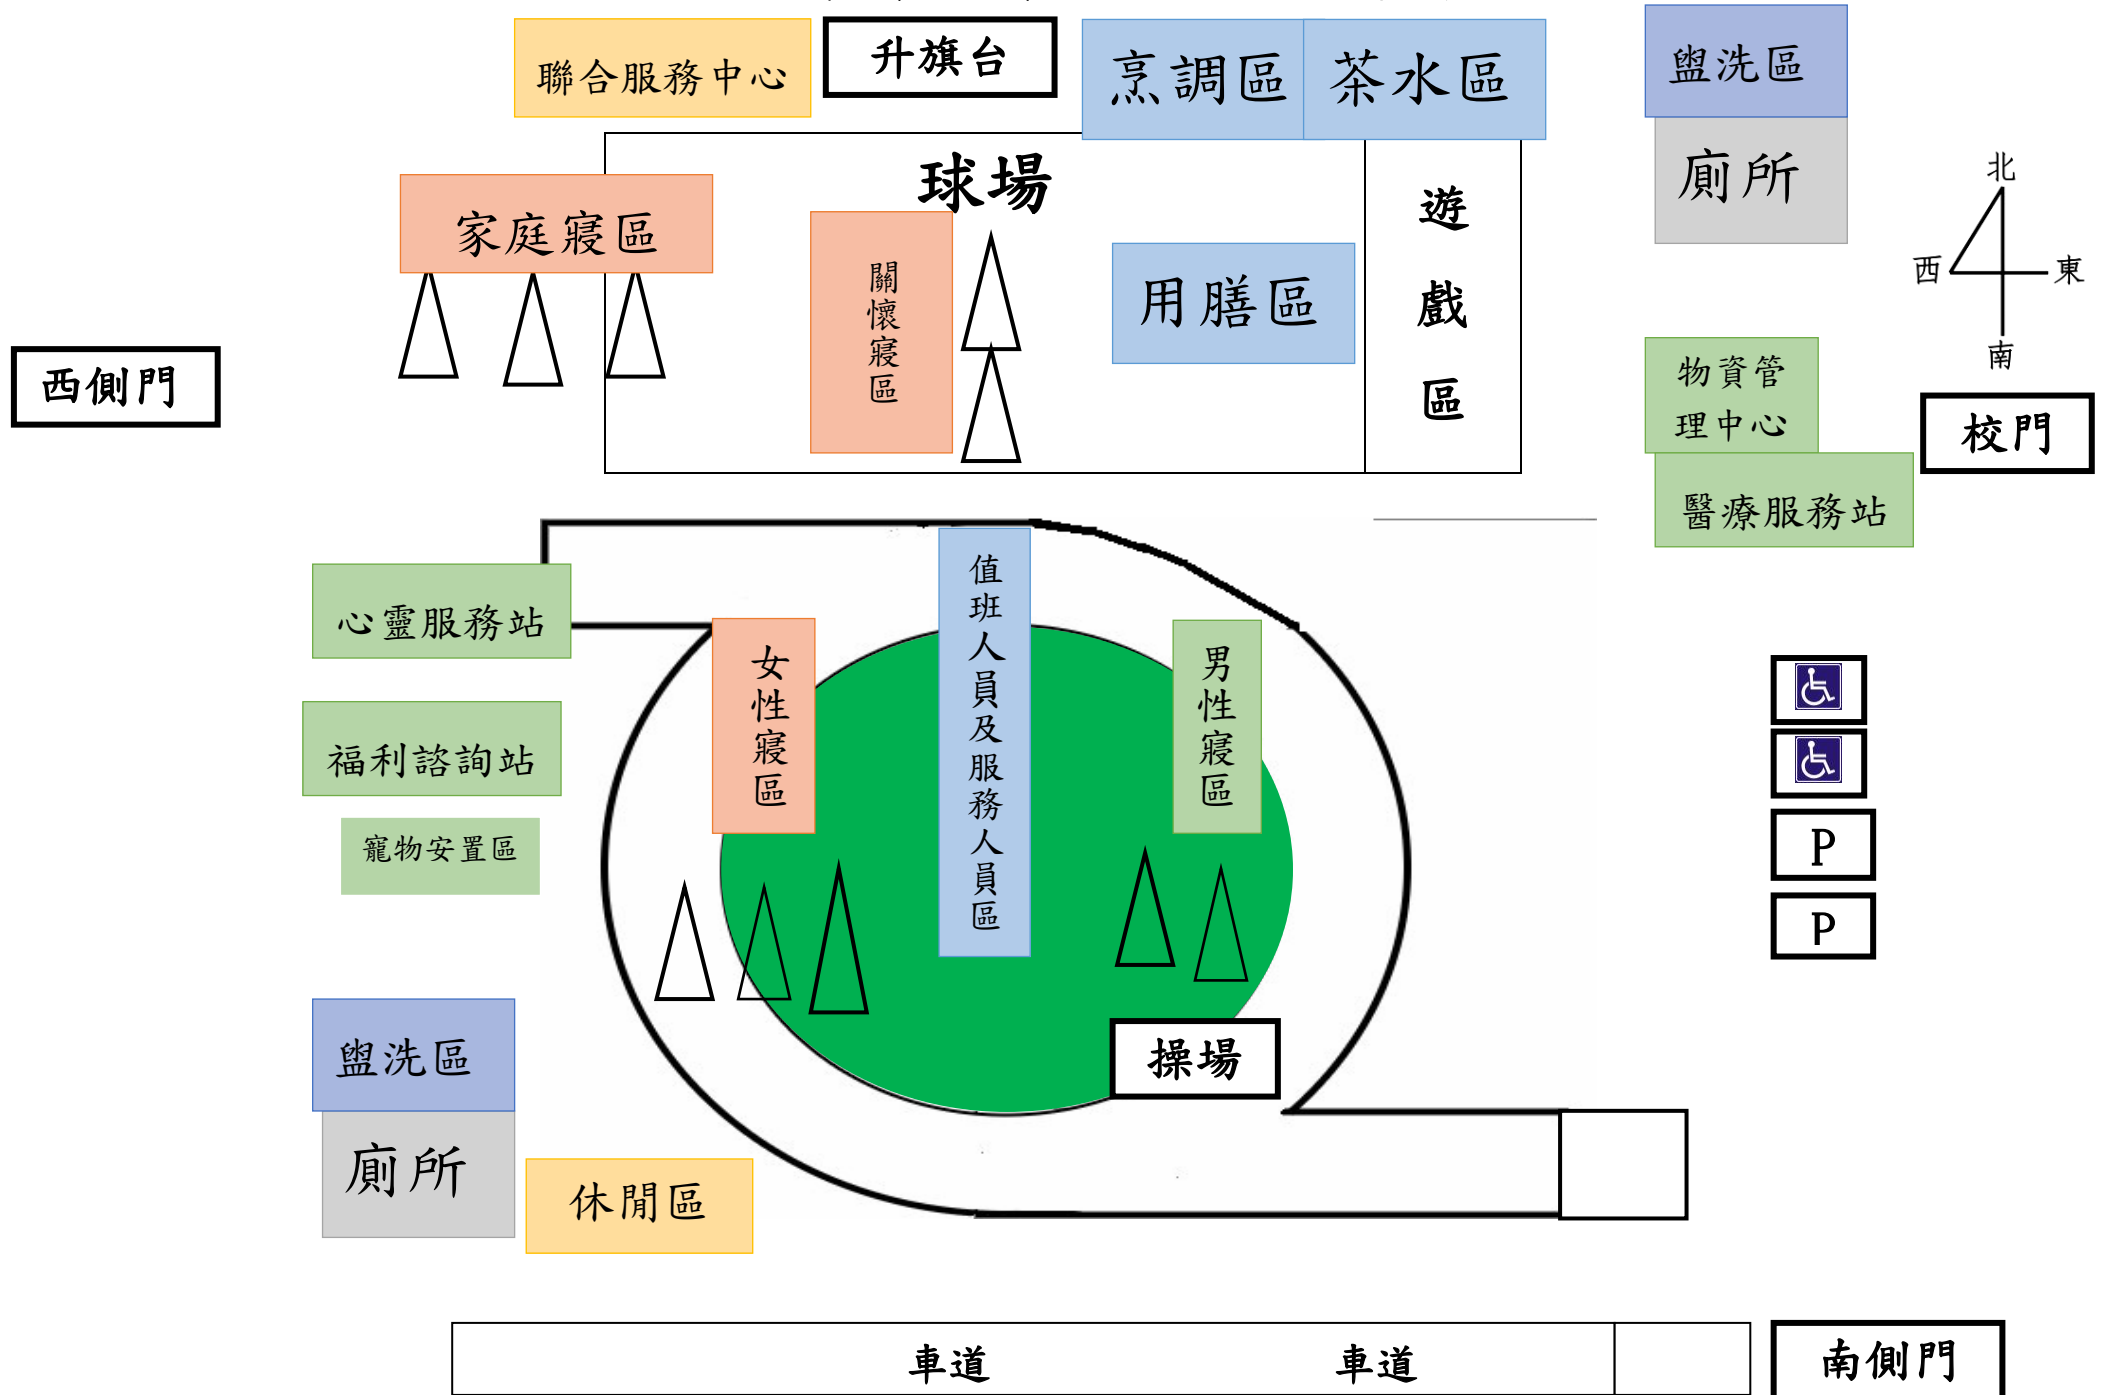 聯合服務中心
升旗台
烹調區
茶水區
盥洗區
廁所
球場
家庭寢區
關懷寢區
用膳區
遊戲區
北
西
東
南
西側門
物資管
理中心
校門
醫療服務站
心靈服務站
女性寢區
值班人員及服務人員區
男性寢區
福利諮詢站
寵物安置區
P
P
操場
盥洗區
廁所
休閒區
車道
車道
南側門